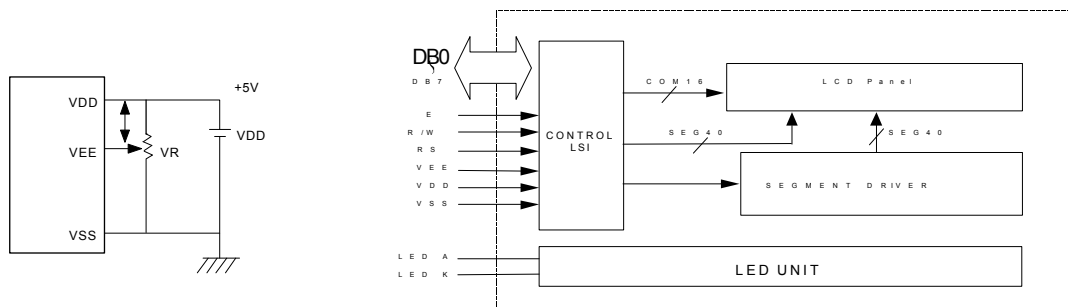 +5V
VDD
VEE
VR
VDD
VSS
DB0
DB7
E
R/W
RS
VEE
VDD
VSS
LED A
LED K
CONTROL
LSI
COM16
SEG40
LCD Panel
SEG40
SEGMENT DRIVER
LED UNIT